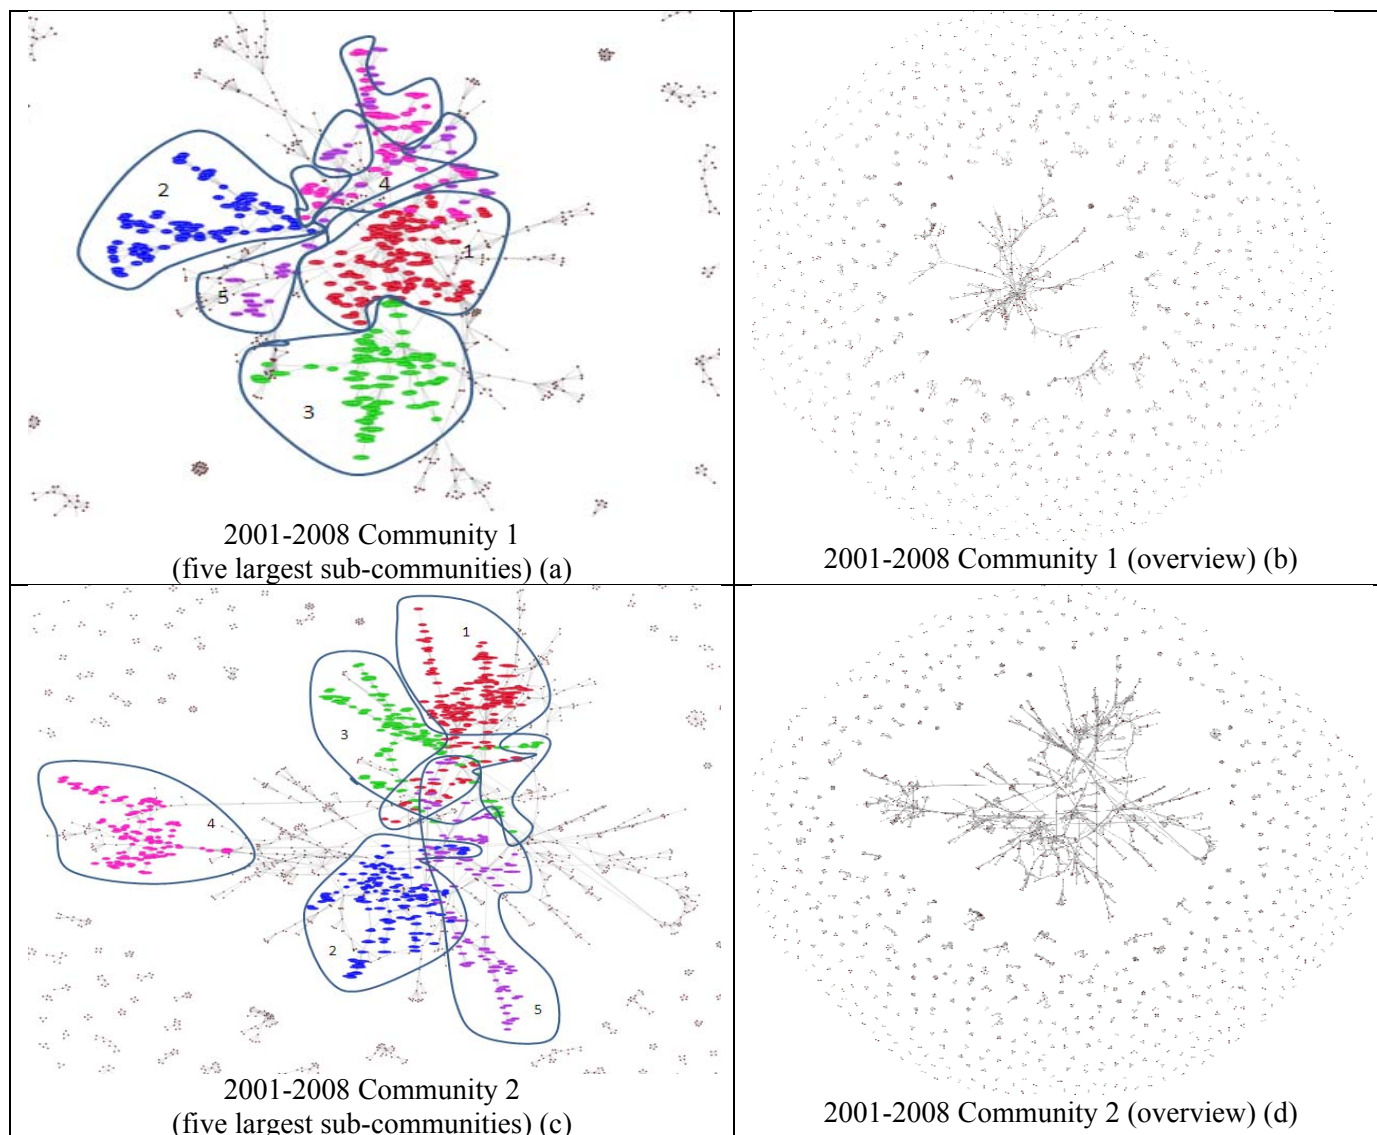 2
4
1
5
3
2001-2008 Community 1
(five largest sub-communities) (a)
2001-2008 Community 1 (overview) (b)
1
3
4
2
5
2001-2008 Community 2
(five largest sub-communities) (c)
2001-2008 Community 2 (overview) (d)